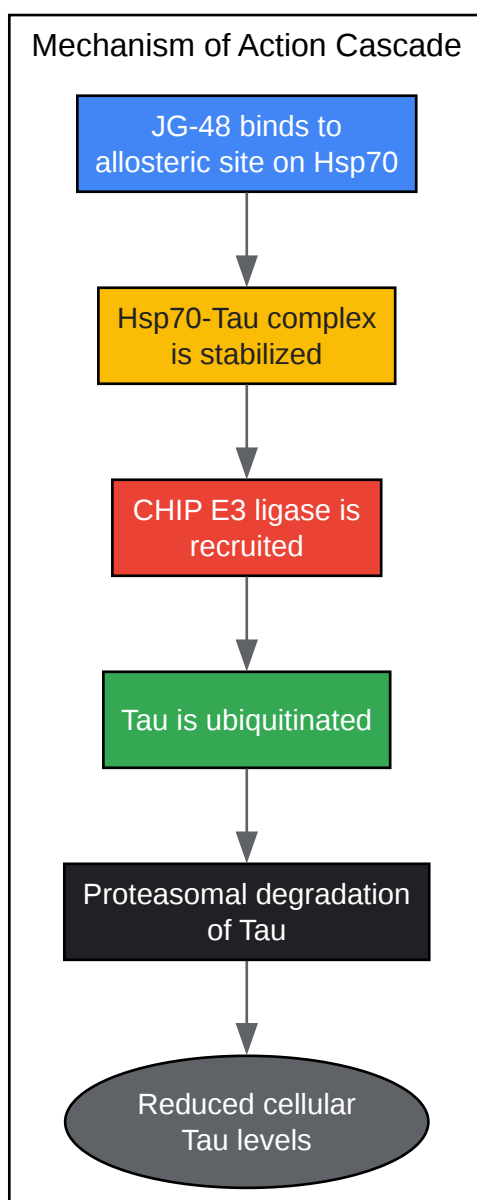 Mechanism of Action Cascade
JG-48 binds to
allosteric site on Hsp70
Hsp70-Tau complex
is stabilized
CHIP E3 ligase is
recruited
Tau is ubiquitinated
Proteasomal degradation
of Tau
Reduced cellular
Tau levels